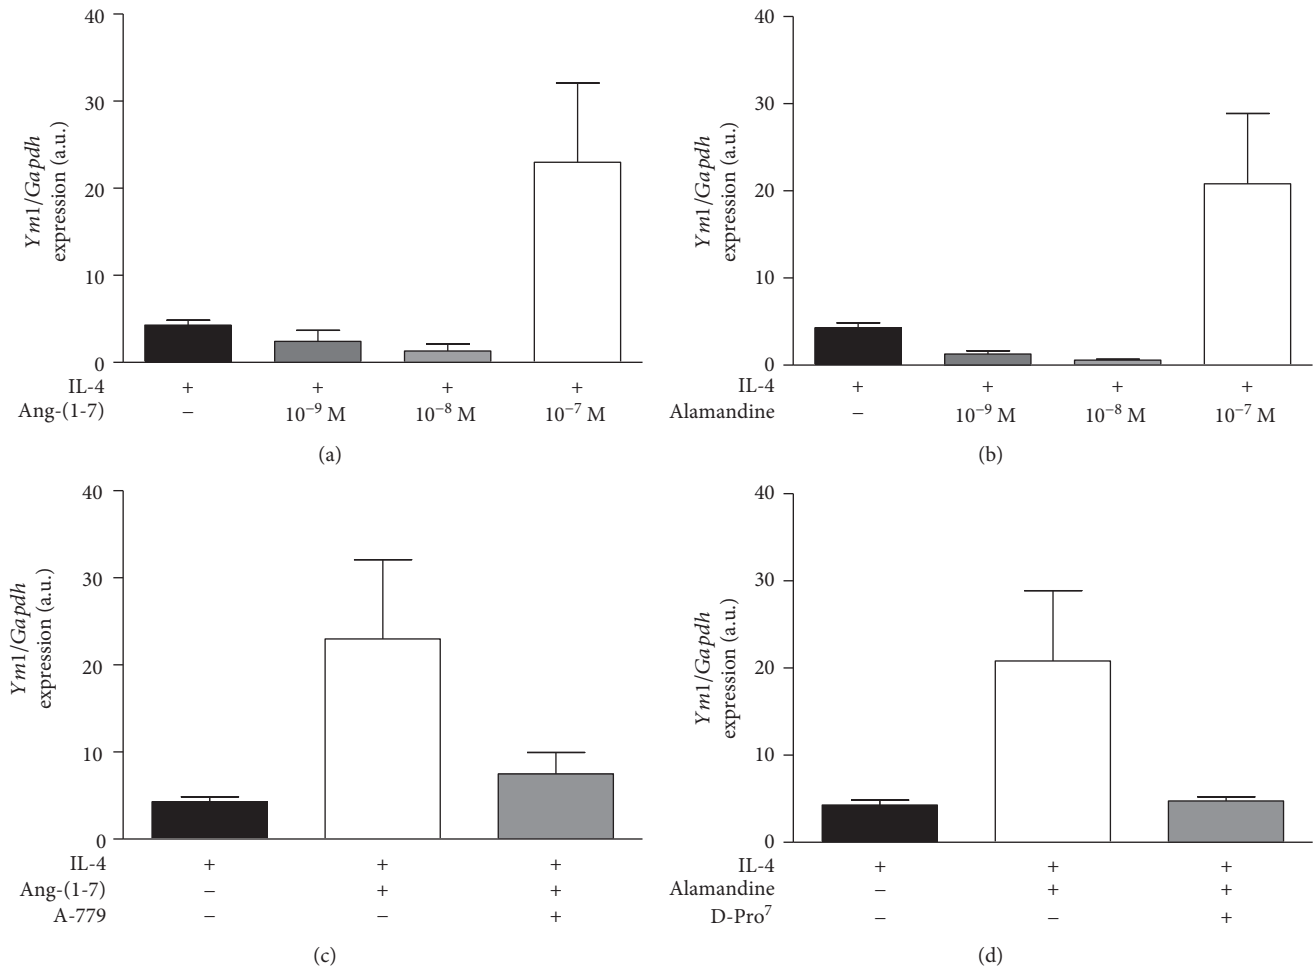 40
30
20
10
0
Ym1/Gapdh
expression (a.u.)
IL-4 + + + +
Ang-(1-7) – 10⁻⁹ M 10⁻⁸ M 10⁻⁷ M
(a)
40
30
20
10
0
Ym1/Gapdh
expression (a.u.)
IL-4 + + + +
Alamandine – 10⁻⁹ M 10⁻⁸ M 10⁻⁷ M
(b)
40
30
20
10
0
Ym1/Gapdh
expression (a.u.)
IL-4 + + +
Ang-(1-7) – + +
A-779 – – +
(c)
40
30
20
10
0
Ym1/Gapdh
expression (a.u.)
IL-4 + + +
Alamandine – + +
D-Pro⁷ – – +
(d)